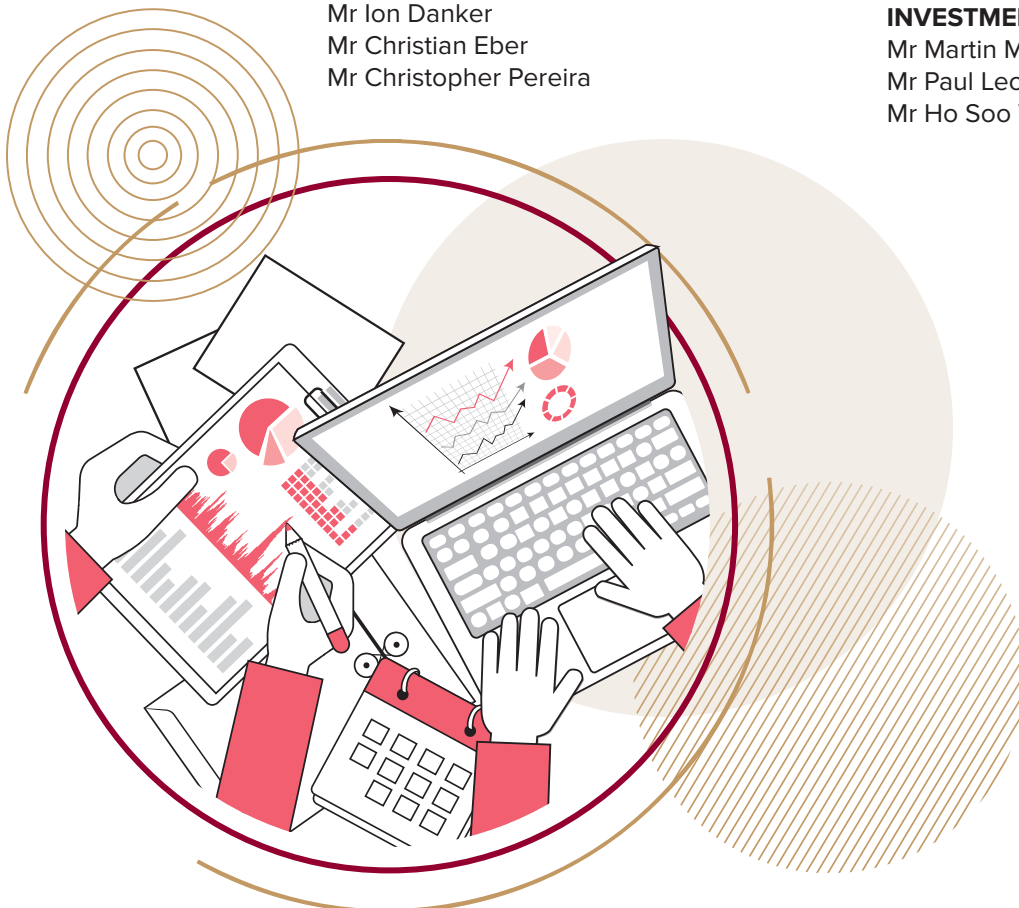 Mr Ion Danker
Mr Christian Eber
Mr Christopher Pereira
Mr Martin
Mr Paul
Mr Ho Soo